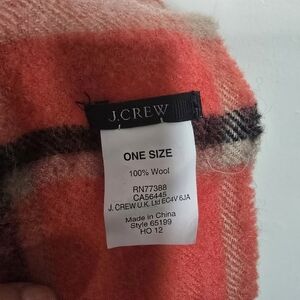 J.CREW
ONE SIZE
100% Wool
RN77388
CA56445
J. CREW U.K. Ltd EC4V 6JA
Made in China
Style 65199
HO 12